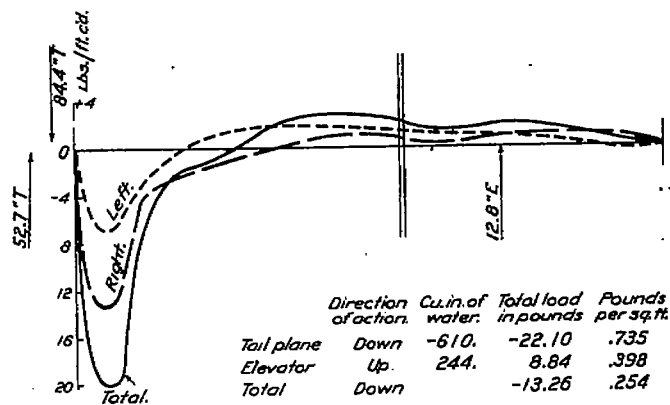 84.4"T
Lbs./ft. c'd.
4
0
-4
8
12
16
20
52.7"T
Left.
Right.
Total.
12.8"E
Direction of action. Cu.in.of water. Total load in pounds Pounds per sq.ft.
Tail plane Down -610. -22.10 .735
Elevator Up. 244. 8.84 .398
Total Down -13.26 .254